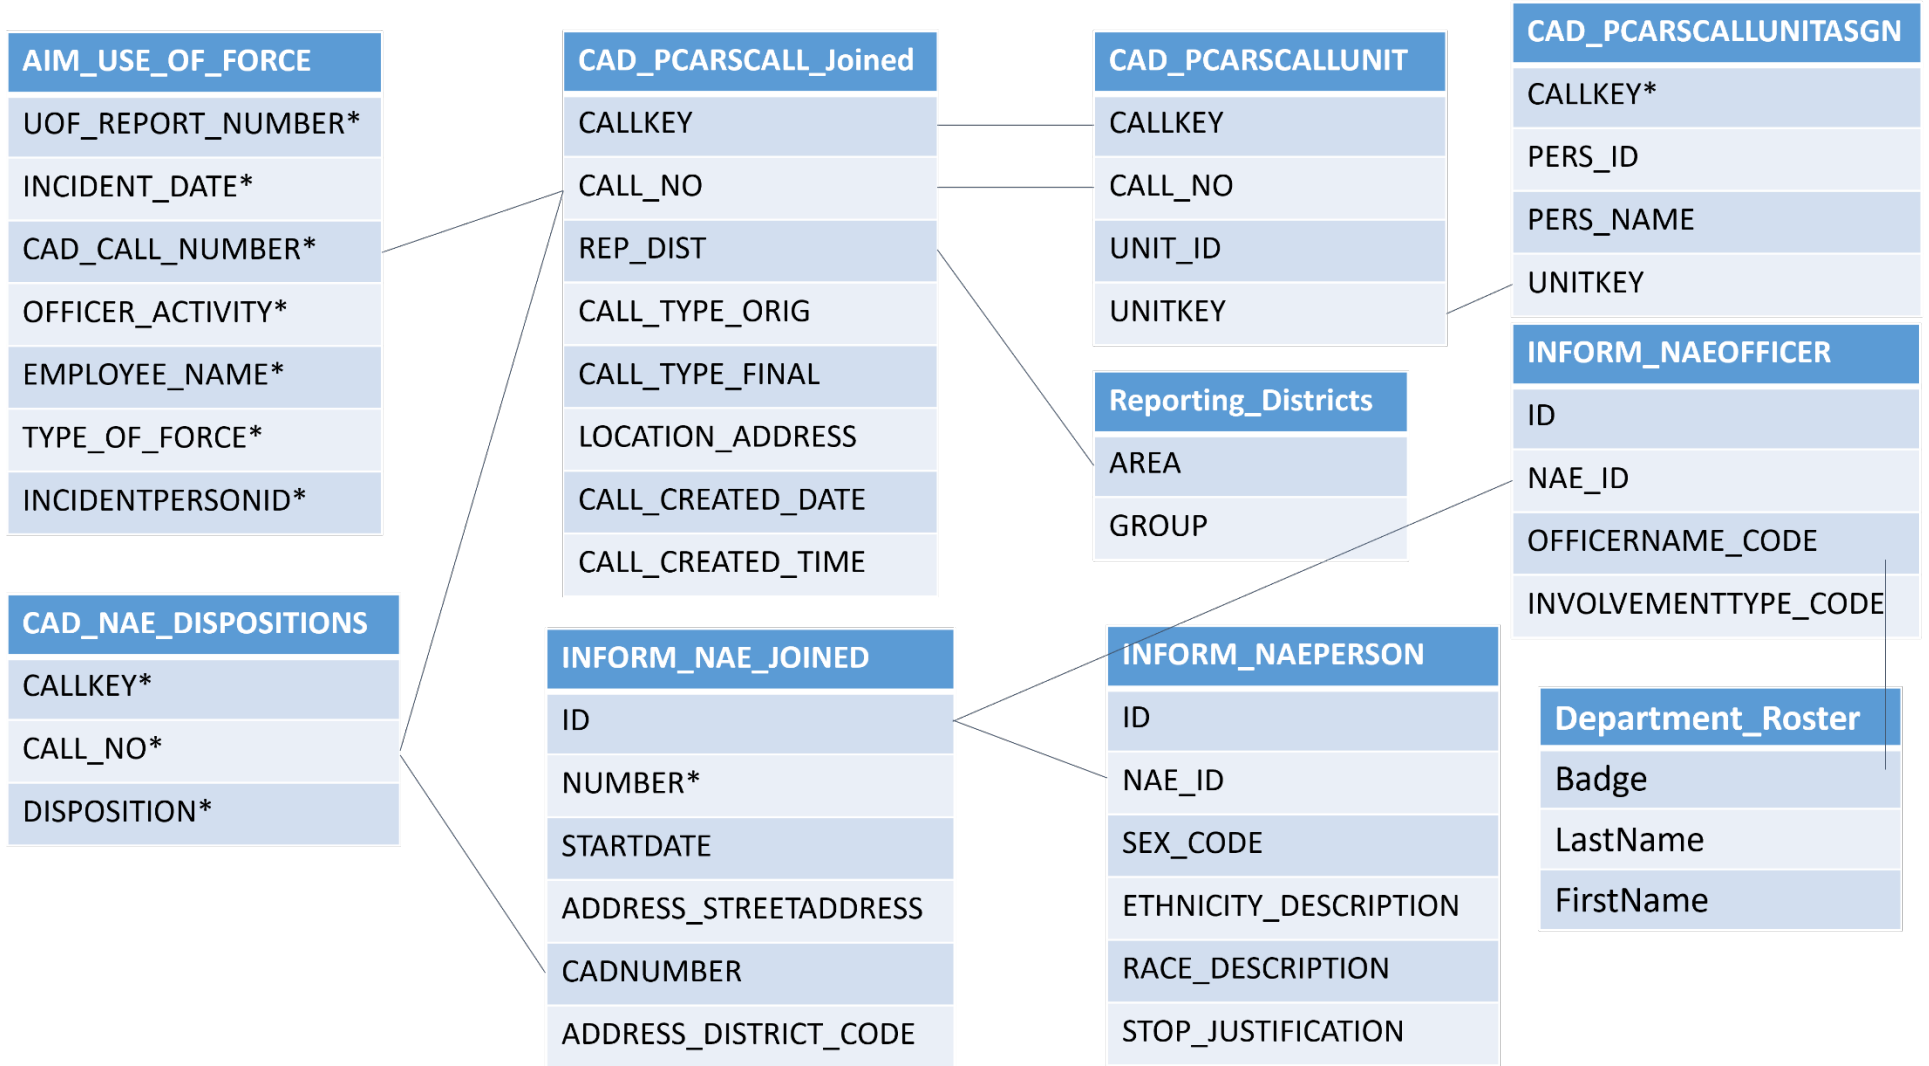 AIM_USE_OF_FORCE
UOF_REPORT_NUMBER*
INCIDENT_DATE*
CAD_CALL_NUMBER*
OFFICER_ACTIVITY*
EMPLOYEE_NAME*
TYPE_OF_FORCE*
INCIDENTPERSONID*
CAD_NAE_DISPOSITIONS
CALLKEY*
CALL_NO*
DISPOSITION*
CAD_PCARSCALL_Joined
CALLKEY
CALL_NO
REP_DIST
CALL_TYPE_ORIG
CALL_TYPE_FINAL
LOCATION_ADDRESS
CALL_CREATED_DATE
CALL_CREATED_TIME
INFORM_NAE_JOINED
ID
NUMBER*
STARTDATE
ADDRESS_STREETADDRESS
CADNUMBER
ADDRESS_DISTRICT_CODE
CAD_PCARSCALLUNIT
CALLKEY
CALL_NO
UNIT_ID
UNITKEY
Reporting_Districts
AREA
GROUP
INFORM_NAEPERSON
ID
NAE_ID
SEX_CODE
ETHNICITY_DESCRIPTION
RACE_DESCRIPTION
STOP_JUSTIFICATION
CAD_PCARSCALLUNITASGN
CALLKEY*
PERS_ID
PERS_NAME
UNITKEY
INFORM_NAEOFFICER
ID
NAE_ID
OFFICERNAME_CODE
INVOLVEMENTTYPE_CODE
Department_Roster
Badge
LastName
FirstName